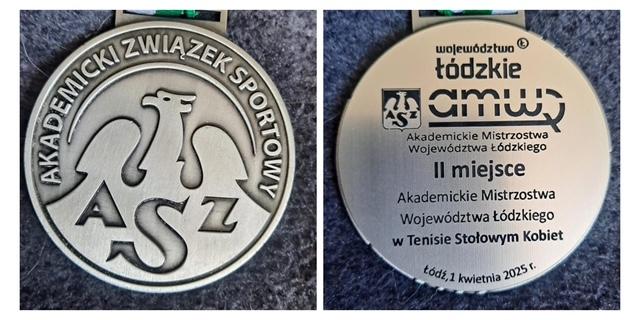 AKADEMICKI ZWIĄZEK SPORTOWY
AZS
województwo
łódzkie
AZS
amwł
Akademickie Mistrzostwa
Województwa Łódzkiego
II miejsce
Akademickie Mistrzostwa
Województwa Łódzkiego
w Tenisie Stołowym Kobiet
Łódź,1 kwietnia 2025 r.